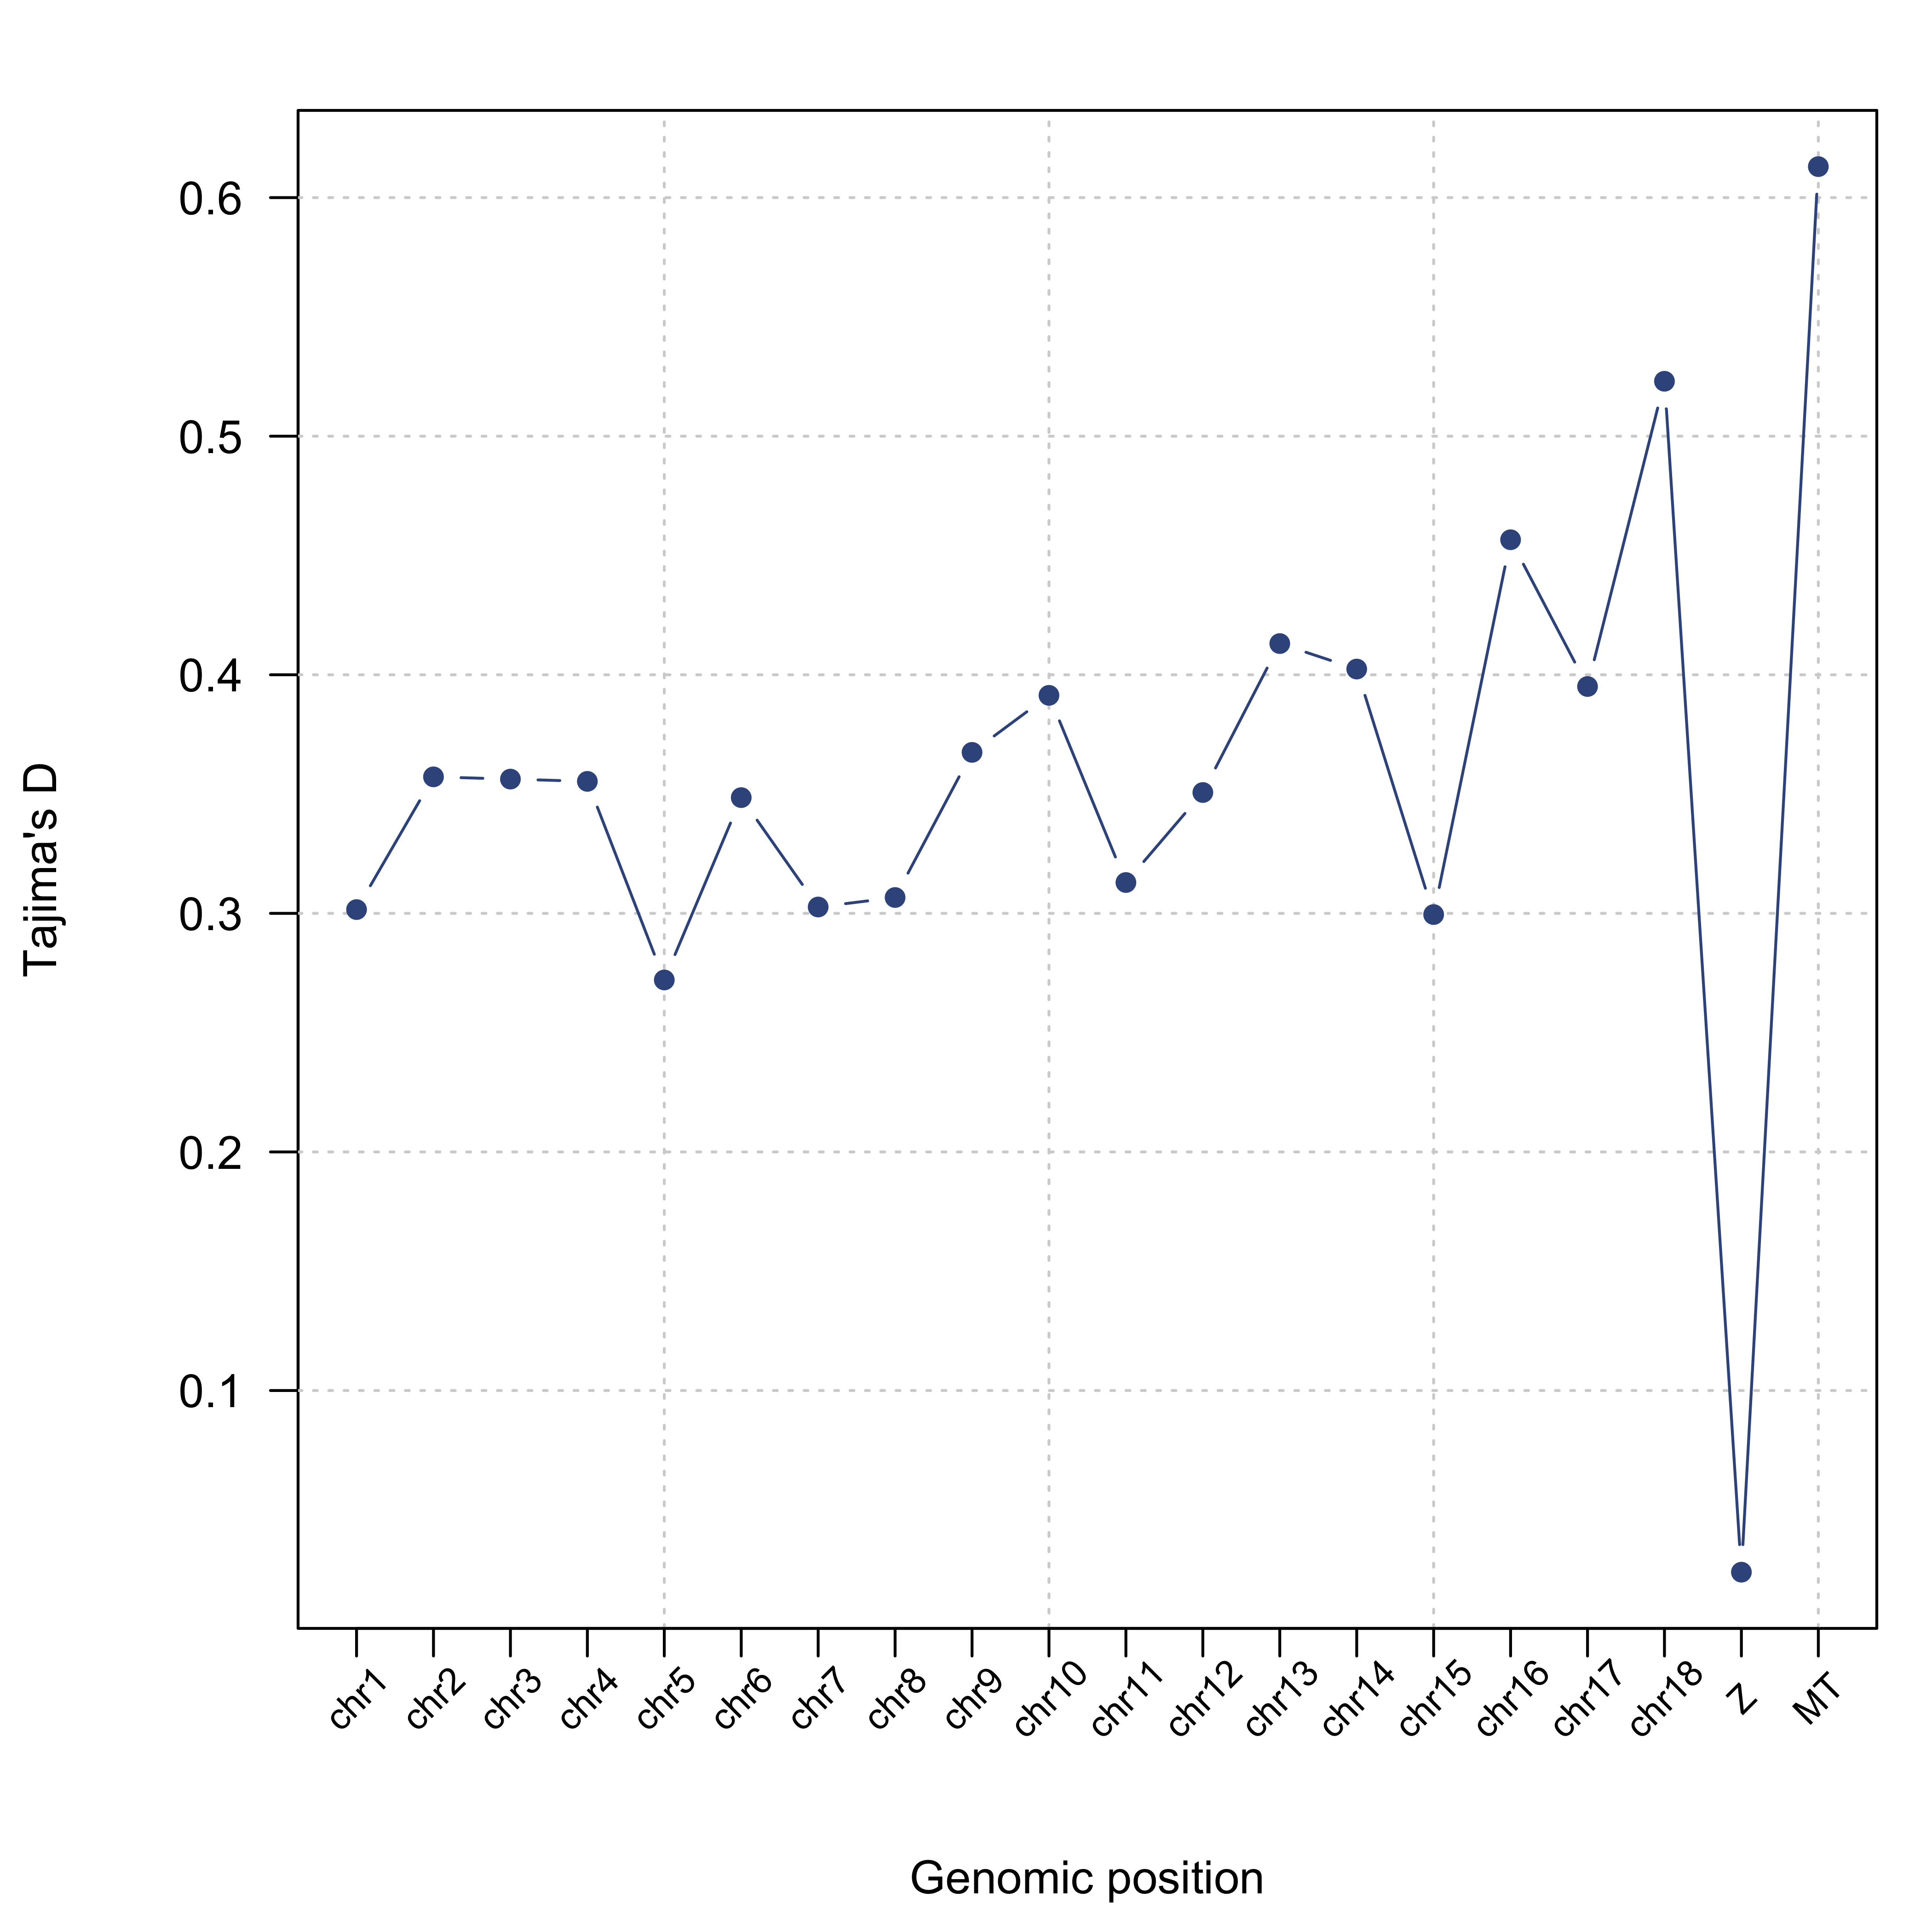 Tajima's D
0.6
0.5
0.4
0.3
0.2
0.1
chr1
chr2
chr3
chr4
chr5
chr6
chr7
chr8
chr9
chr10
chr11
chr12
chr13
chr14
chr15
chr16
chr17
chr18
Z
MT
Genomic position